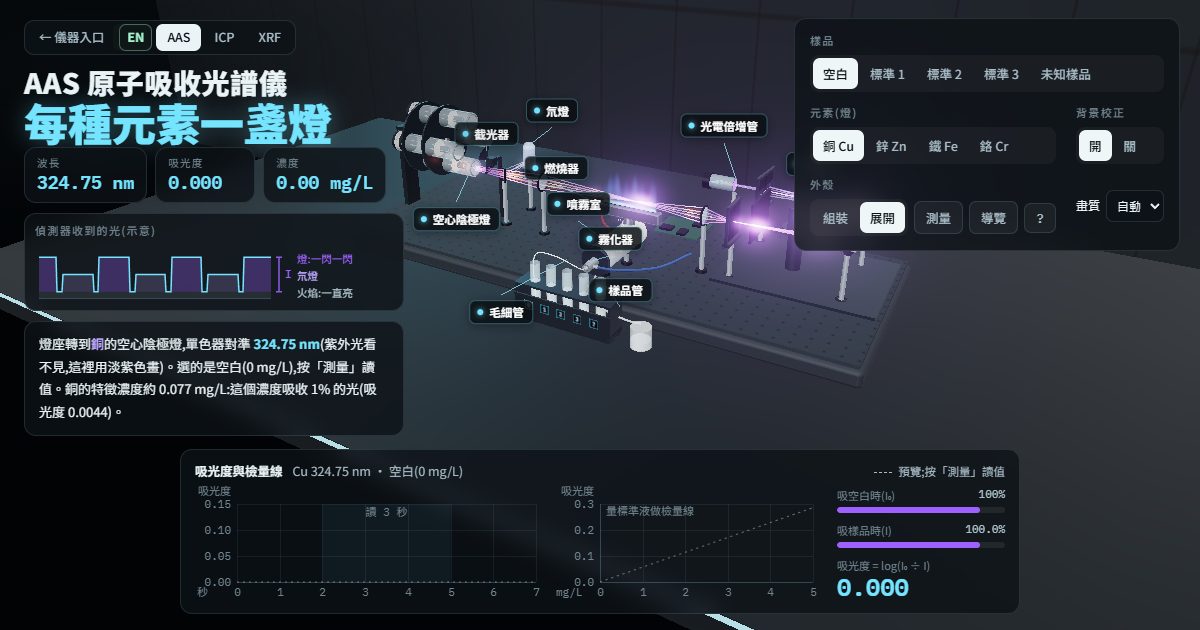 ← 儀器入口 EN AAS ICP XRF
AAS 原子吸收光譜儀
每種元素一盞燈
波長
324.75 nm
吸光度
0.000
濃度
0.00 mg/L
偵測器收到的光(示意)
燈:一閃一閃
氘燈
火焰:一直亮
燈座轉到銅的空心陰極燈,單色器對準 324.75 nm(紫外光看
不見,這裡用淡紫色畫)。選的是空白(0 mg/L),按「測量」讀
值。銅的特徵濃度約 0.077 mg/L:這個濃度吸收 1% 的光(吸
光度 0.0044)。
氘燈
截光器
光電倍增管
燃燒器
噴霧室
空心陰極燈
霧化器
樣品管
毛細管
1 2 3 ?
樣品
空白 標準 1 標準 2 標準 3 未知樣品
元素(燈)
銅 Cu 鋅 Zn 鐵 Fe 鉻 Cr
背景校正
開 關
外殼
組裝 展開 測量 導覽 ?
畫質 自動
吸光度與檢量線 Cu 324.75 nm · 空白(0 mg/L)
預覽;按「測量」讀值
吸光度
0.15
0.10
0.05
0.00
讀 3 秒
秒 0 1 2 3 4 5 6 7
吸光度
0.3
0.2
0.1
0.0
量標準液做檢量線
mg/L 0 1 2 3 4 5
吸空白時(I₀) 100%
吸樣品時(I) 100.0%
吸光度 = log(I₀ ÷ I)
0.000